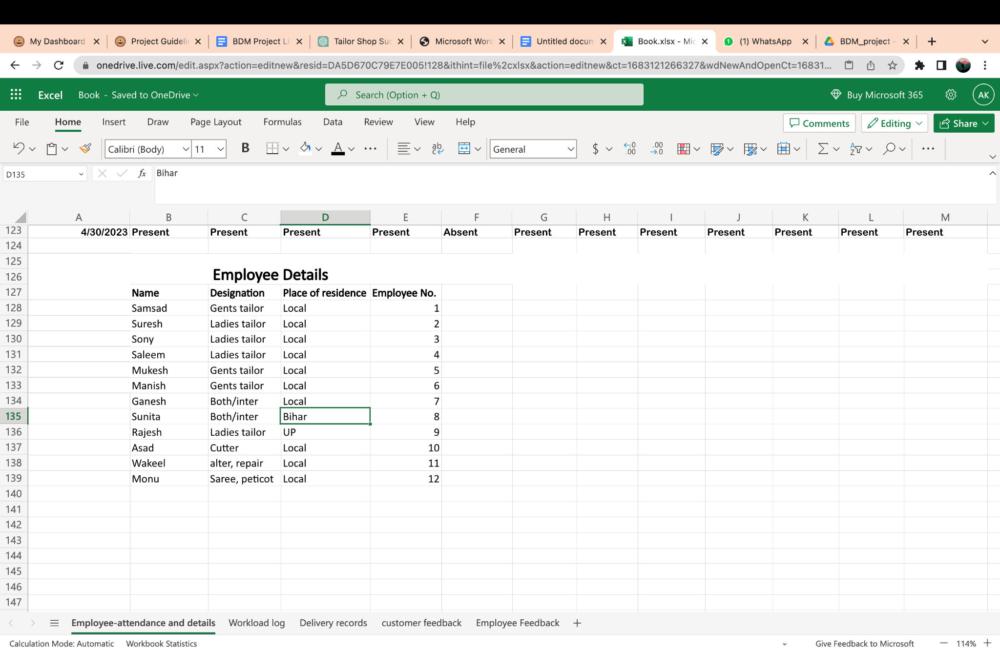 My Dashboard Project Guideli BDM Project Li Tailor Shop Suc Microsoft Word Untitled docum Book.xlsx - Mic (1) WhatsApp BDM_project -
onedrive.live.com/edit.aspx?action=editnew&resid=DA5D670C79E7E005!128&ithint=file%2cxlsx&action=editnew&ct=1683121266327&wdNewAndOpenCt=16831...
Excel Book - Saved to OneDrive Search (Option + Q) Buy Microsoft 365 AK
File Home Insert Draw Page Layout Formulas Data Review View Help Comments Editing Share
Calibri (Body) 11 B A ab c General $ .0 .00 .00 .0 Σ A Z
D135 fx Bihar
A B C D E F G H I J K L M
123 4/30/2023 Present Present Present Present Absent Present Present Present Present Present Present Present
124
125
126 Employee Details
127 Name Designation Place of residence Employee No.
128 Samsad Gents tailor Local 1
129 Suresh Ladies tailor Local 2
130 Sony Ladies tailor Local 3
131 Saleem Ladies tailor Local 4
132 Mukesh Gents tailor Local 5
133 Manish Gents tailor Local 6
134 Ganesh Both/inter Local 7
135 Sunita Both/inter Bihar 8
136 Rajesh Ladies tailor UP 9
137 Asad Cutter Local 10
138 Wakeel alter, repair Local 11
139 Monu Saree, peticot Local 12
140
141
142
143
144
145
146
147
Employee-attendance and details Workload log Delivery records customer feedback Employee Feedback
Calculation Mode: Automatic Workbook Statistics Give Feedback to Microsoft 114%